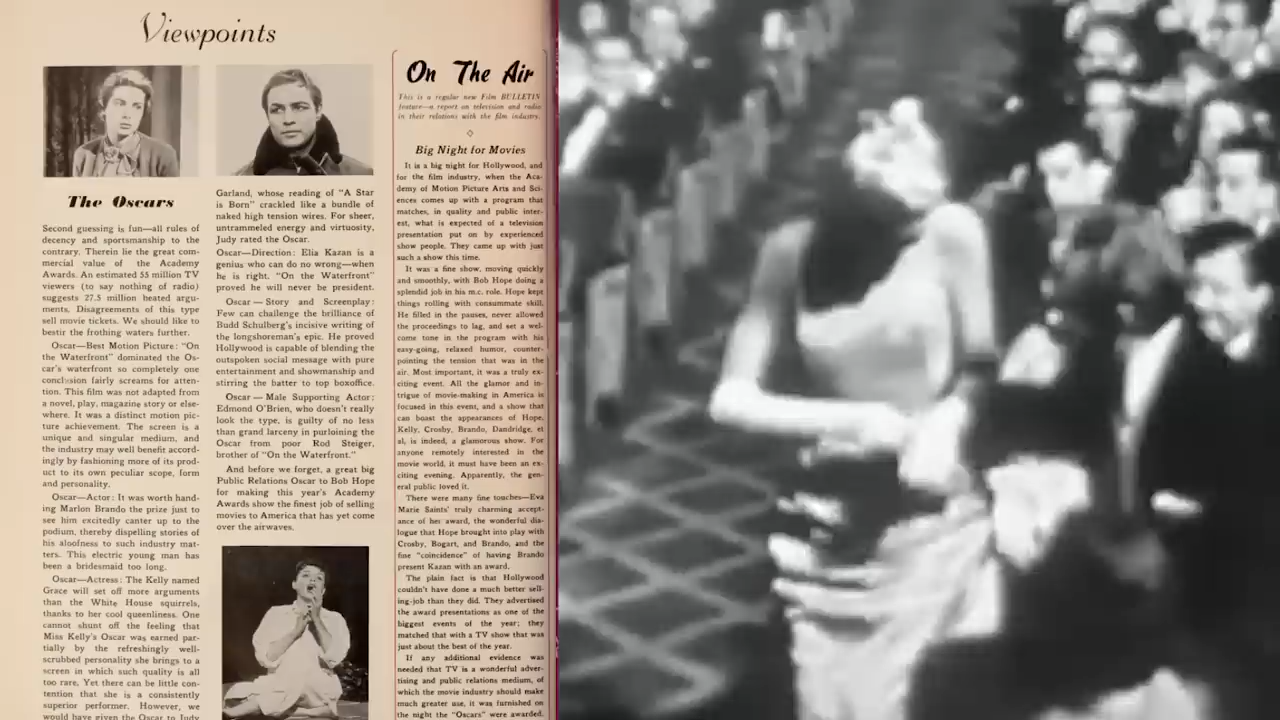 Viewpoints
The Oscars
Second guessing is fun—all rules of
decency and sportsmanship to the
contrary. Therein lie the great com-
mercial value of the Academy
Awards. An estimated 55 million TV
viewers (to say nothing of radio)
suggests 27.5 million heated argu-
ments. Disagreements of this type
sell movie tickets. We should like to
bestir the frothing waters further.
Oscar—Best Motion Picture: "On
the Waterfront" dominated the Os-
car's waterfront so completely one
conclusion fairly screams for atten-
tion. This film was not adapted from
a novel, play, magazine story or else-
where. It was a distinct motion pic-
ture achievement. The screen is a
unique and singular medium, and
the industry may well benefit accord-
ingly by fashioning more of its prod-
uct to its own peculiar scope, form
and personality.
Oscar—Actor: It was worth hand-
ing Marlon Brando the prize just to
see him excitedly canter up to the
podium, thereby dispelling stories of
his aloofness to such industry mat-
ters. This electric young man has
been a bridesmaid too long.
Oscar—Actress: The Kelly named
Grace will set off more arguments
than the White House squirrels,
thanks to her cool queenliness. One
cannot shunt off the feeling that
Miss Kelly's Oscar was earned par-
tially by the refreshingly well-
scrubbed personality she brings to a
screen in which such quality is all
too rare. Yet there can be little con-
tention that she is a consistently
superior performer. However, we
would have given the Oscar to Judy
Garland, whose reading of "A Star
is Born" crackled like a bundle of
naked high tension wires. For sheer,
untrammeled energy and virtuosity,
Judy rated the Oscar.
Oscar—Direction: Elia Kazan is a
genius who can do no wrong—when
he is right. "On the Waterfront"
proved he will never be president.
Oscar — Story and Screenplay:
Few can challenge the brilliance of
Budd Schulberg's incisive writing of
the longshoreman's epic. He proved
Hollywood is capable of blending the
outspoken social message with pure
entertainment and showmanship and
stirring the batter to top boxoffice.
Oscar — Male Supporting Actor:
Edmond O'Brien, who doesn't really
look the type, is guilty of no less
than grand larceny in purloining the
Oscar from poor Rod Steiger,
brother of "On the Waterfront."
And before we forget, a great big
Public Relations Oscar to Bob Hope
for making this year's Academy
Awards show the finest job of selling
movies to America that has yet come
over the airwaves.
On The Air
This is a regular new Film BULLETIN
feature—a report on television and radio
in their relations with the film industry.
Big Night for Movies
It is a big night for Hollywood, and
for the film industry, when the Aca-
demy of Motion Picture Arts and Sci-
ences comes up with a program that
matches, in quality and public inter-
est, what is expected of a television
presentation put on by experienced
show people. They came up with just
such a show this time.
It was a fine show, moving quickly
and smoothly, with Bob Hope doing a
splendid job in his m.c. role. Hope kept
things rolling with consummate skill.
He filled in the pauses, never allowed
the proceedings to lag, and set a wel-
come tone in the program with his
easy-going, relaxed humor, counter-
pointing the tension that was in the
air. Most important, it was a truly ex-
citing event. All the glamor and in-
trigue of movie-making in America is
focused in this event, and a show that
can boast the appearances of Hope,
Kelly, Crosby, Brando, Dandridge, et
al, is indeed, a glamorous show. For
anyone remotely interested in the
movie world, it must have been an ex-
citing evening. Apparently, the gen-
eral public loved it.
There were many fine touches—Eva
Marie Saints' truly charming accept-
ance of her award, the wonderful dia-
logue that Hope brought into play with
Crosby, Bogart, and Brando, and the
fine "coincidence" of having Brando
present Kazan with an award.
The plain fact is that Hollywood
couldn't have done a much better sell-
ing-job than they did. They advertised
the award presentations as one of the
biggest events of the year; they
matched that with a TV show that was
just about the best of the year.
If any additional evidence was
needed that TV is a wonderful adver-
tising and public relations medium, of
which the movie industry should make
much greater use, it was furnished on
the night the "Oscars" were awarded.